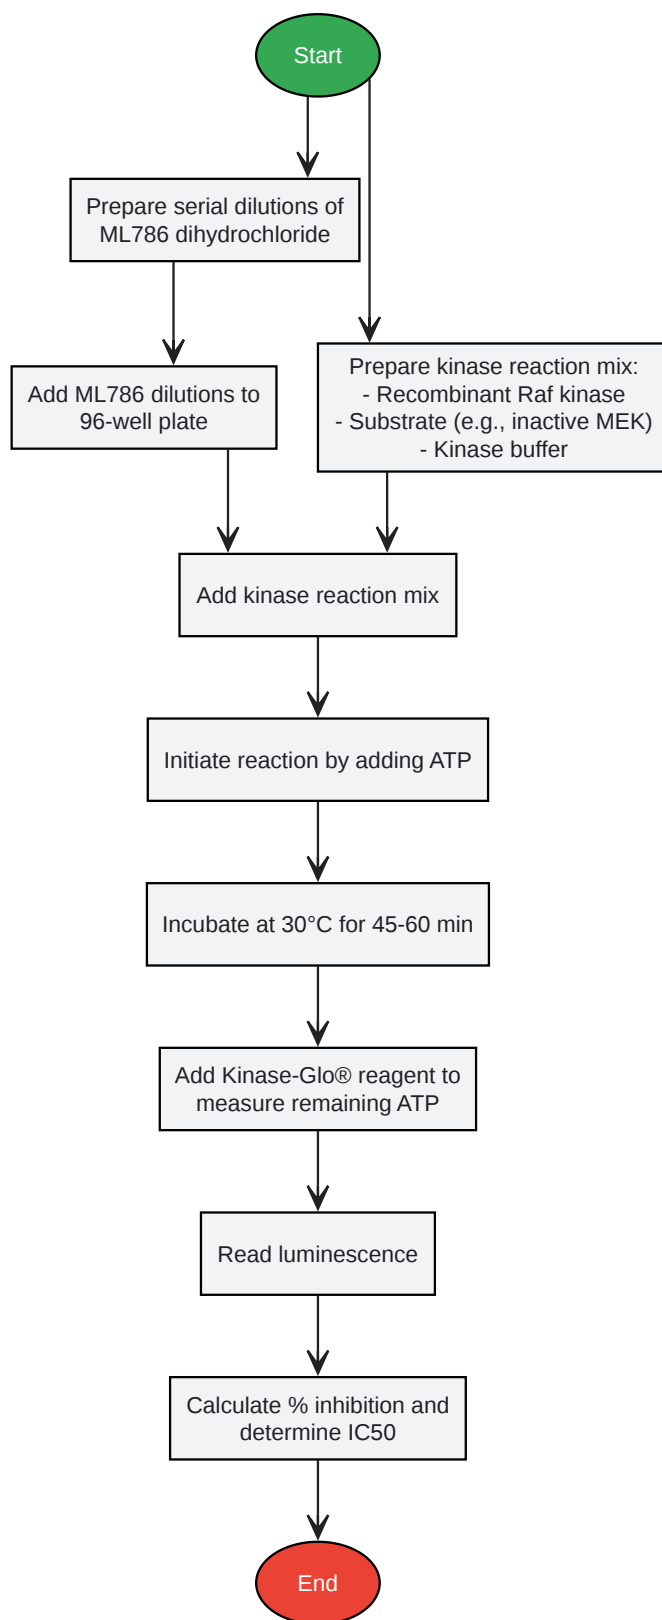 Start
Prepare serial dilutions of
ML786 dihydrochloride
Add ML786 dilutions to
96-well plate
Prepare kinase reaction mix:
- Recombinant Raf kinase
- Substrate (e.g., inactive MEK)
- Kinase buffer
Add kinase reaction mix
Initiate reaction by adding ATP
Incubate at 30°C for 45-60 min
Add Kinase-Glo® reagent to
measure remaining ATP
Read luminescence
Calculate % inhibition and
determine IC50
End